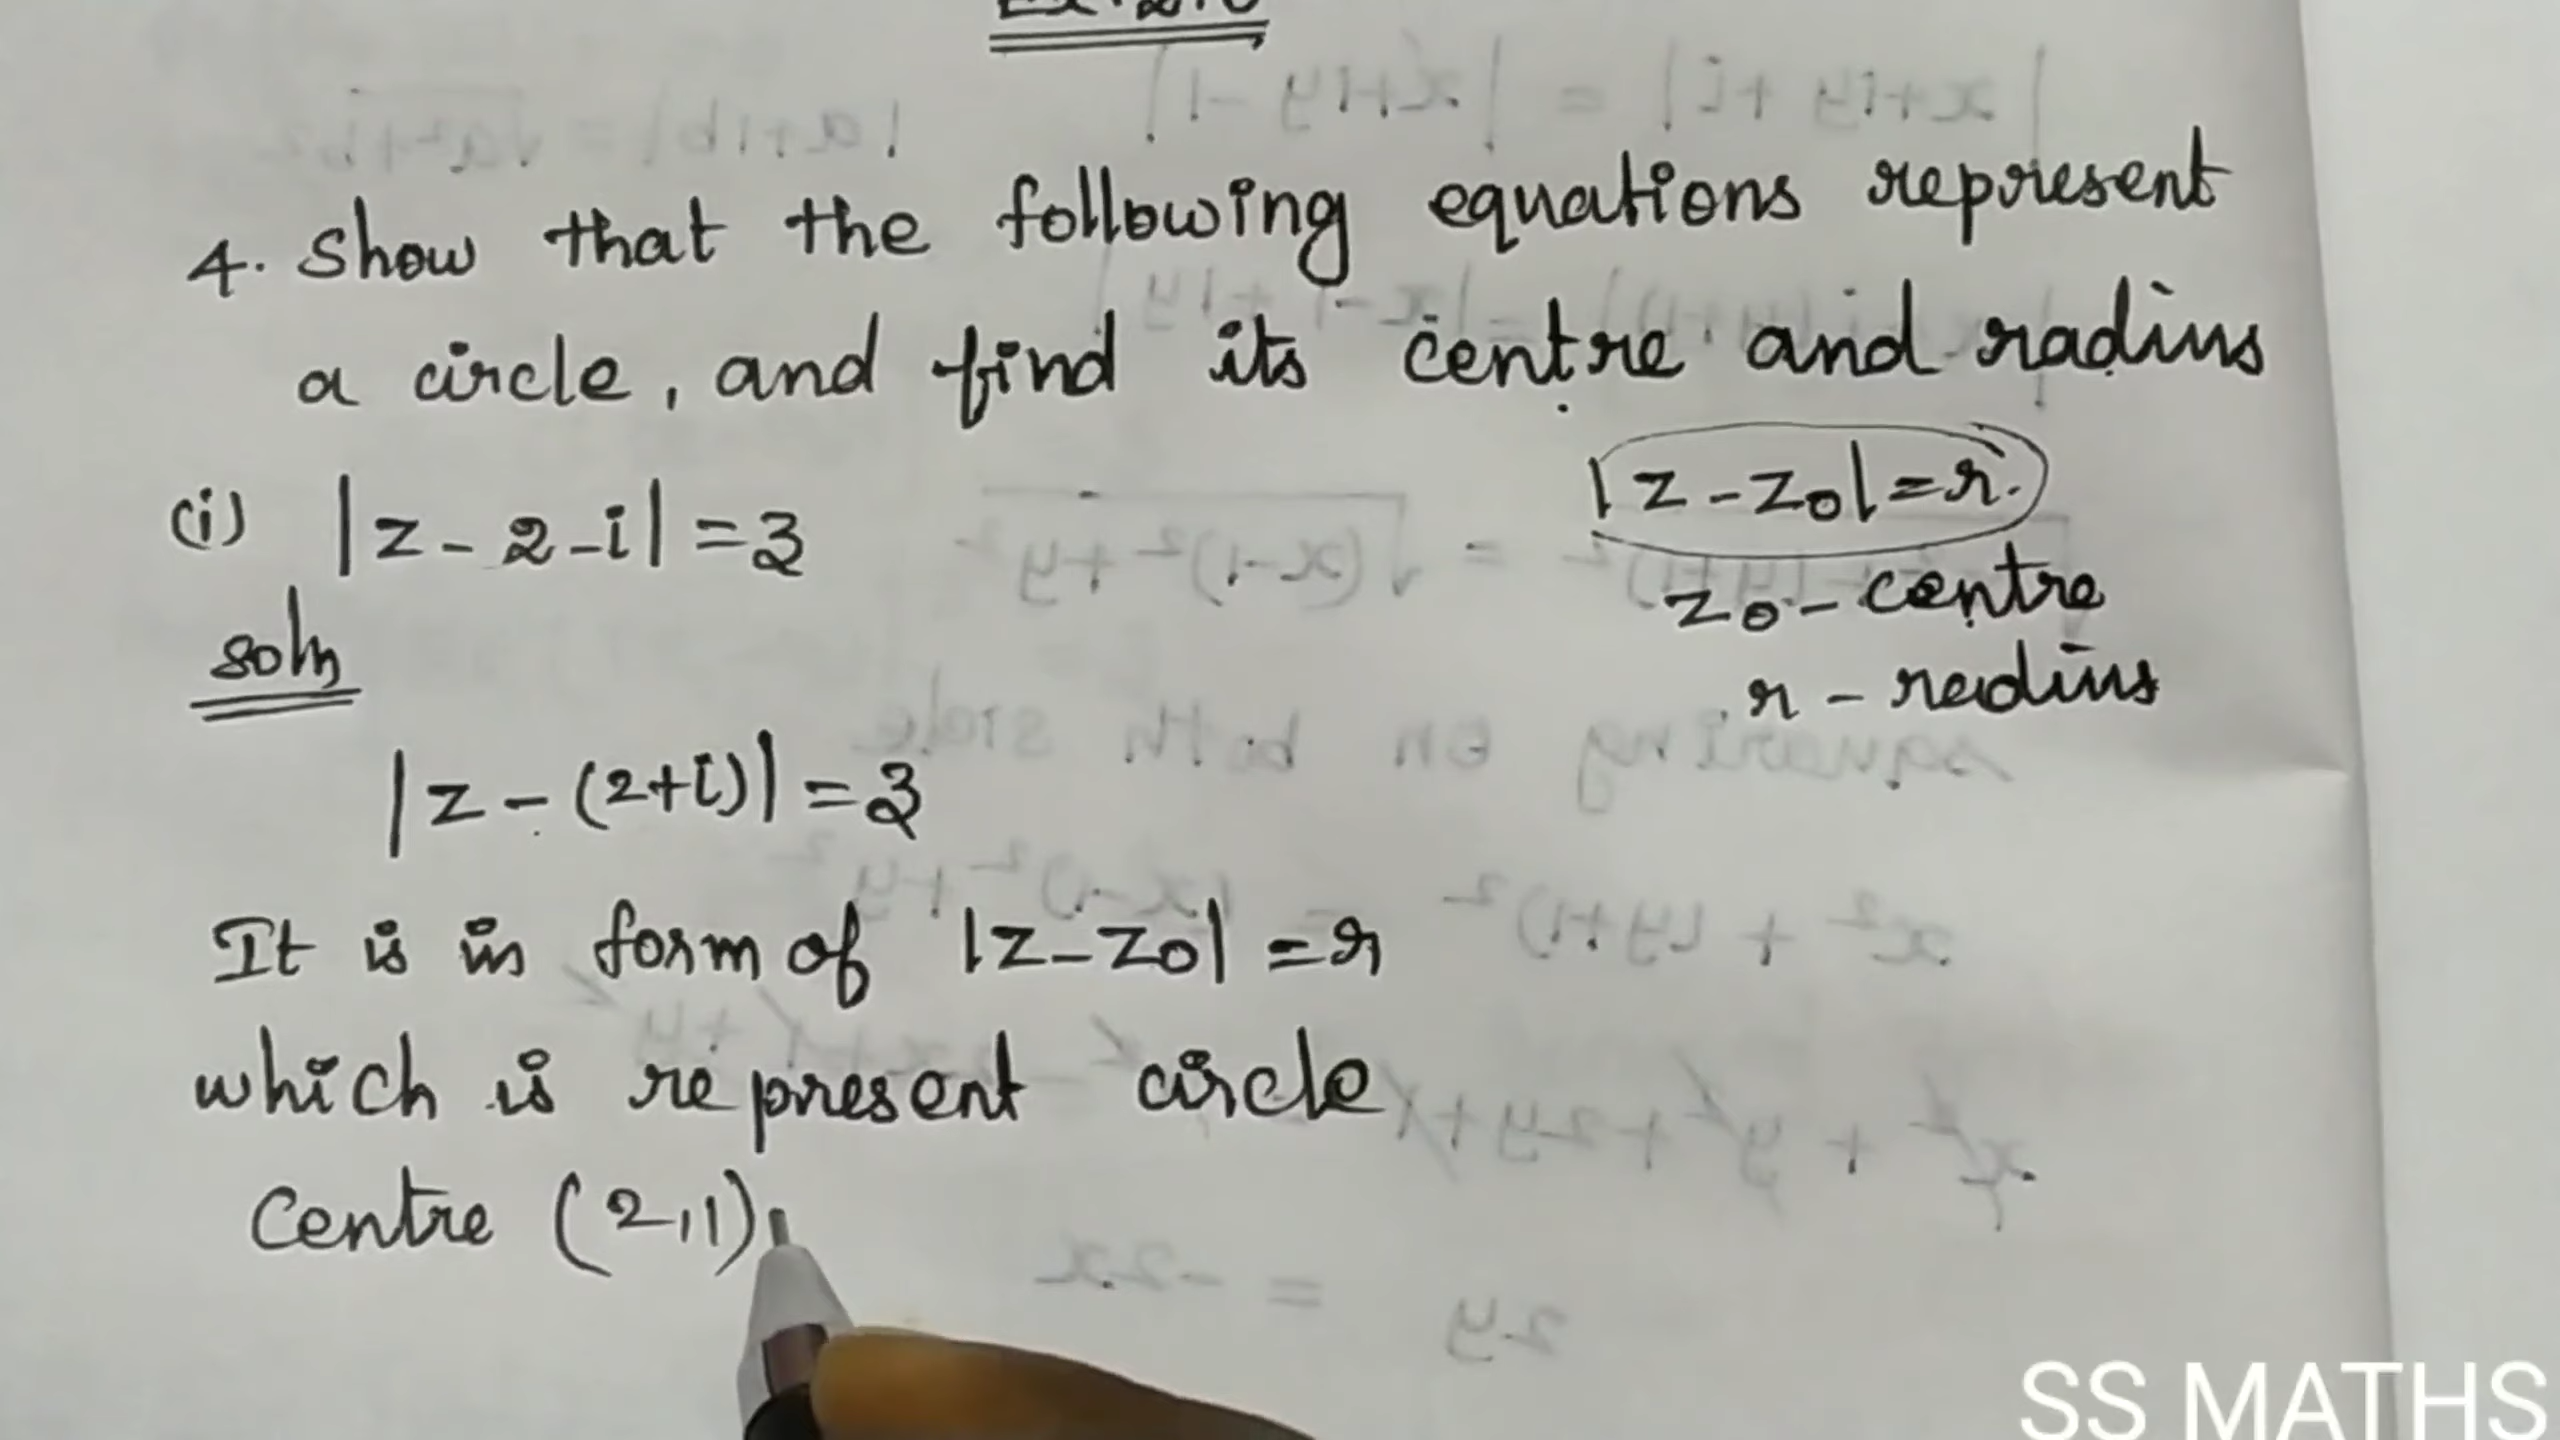 4. Show that the following equations represent
a circle, and find its centre and radius
(i) |z-2-i|=3
|z-z0|=r.
z0-centre
r-radius
soln
|z-(2+i)|=3
It is in form of |z-z0|=r
which is represent circle
Centre (2,1)
SS MATHS